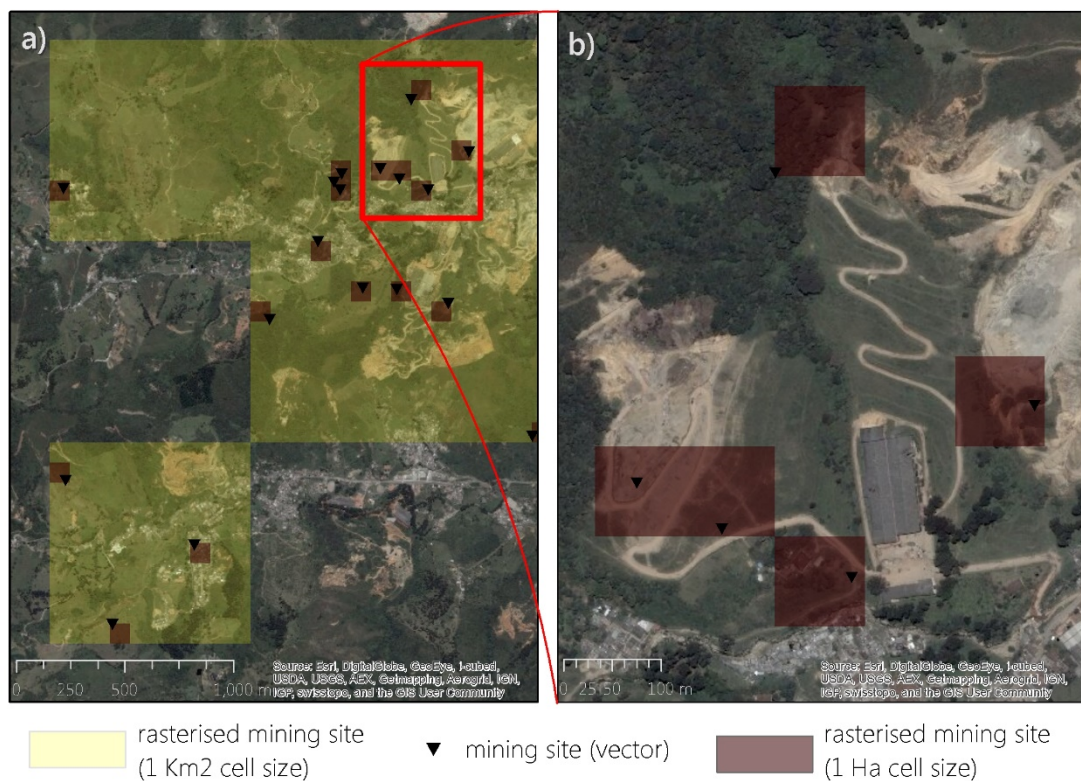 a)
b)
Source: Esri, DigitalGlobe, GeoEye, i-cubed,
USDA, USGS, AEX, Getmapping, Aerogrid, IGN,
IGP, swisstopo, and the GIS User Community
0 250 500 1,000 m
Source: Esri, DigitalGlobe, GeoEye, i-cubed,
USDA, USGS, AEX, Getmapping, Aerogrid, IGN,
IGP, swisstopo, and the GIS User Community
0 25 50 100 m
rasterised mining site
(1 Km2 cell size)
mining site (vector)
rasterised mining site
(1 Ha cell size)